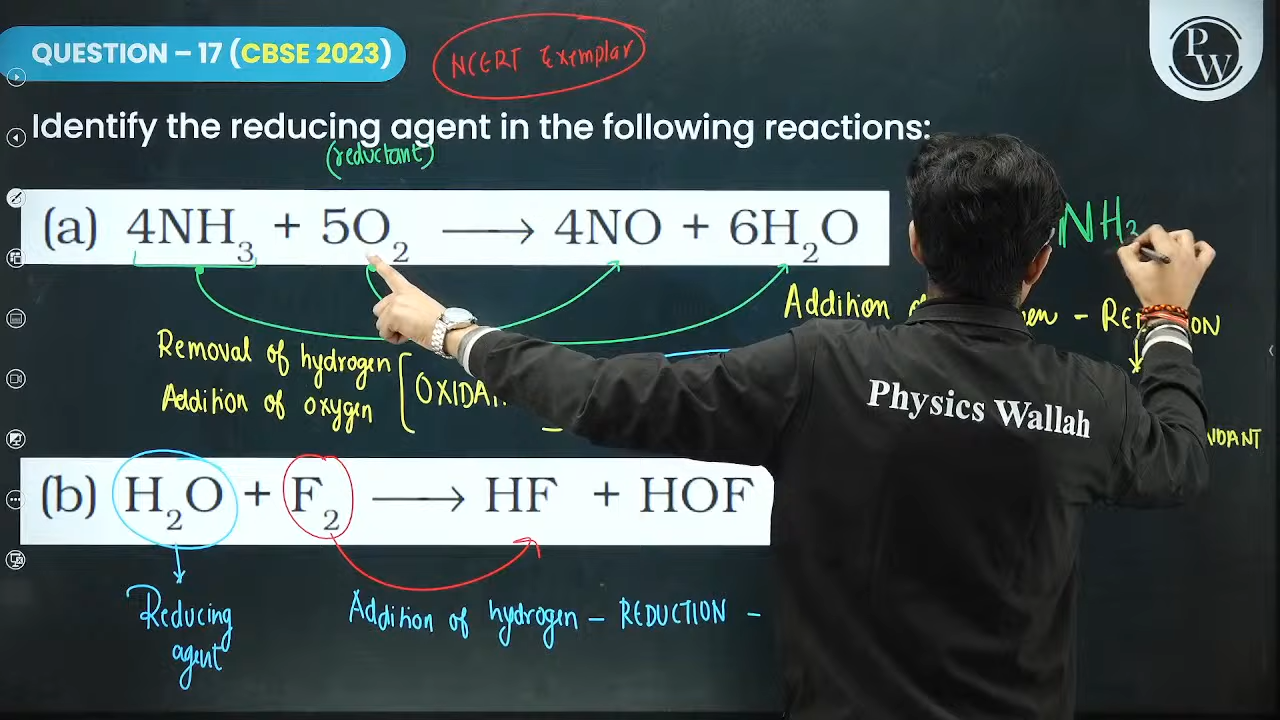 QUESTION – 17 (CBSE 2023)
NCERT Exemplar
PW
Identify the reducing agent in the following reactions:
(reductant)
(a) 4NH₃ + 5O₂ ⟶ 4NO + 6H₂O
NH₃
Addition
Removal of hydrogen
Addition of oxygen
Physics Wallah
(b) H₂O + F₂ ⟶ HF + HOF
Reducing
agent
Addition of hydrogen – REDUCTION –